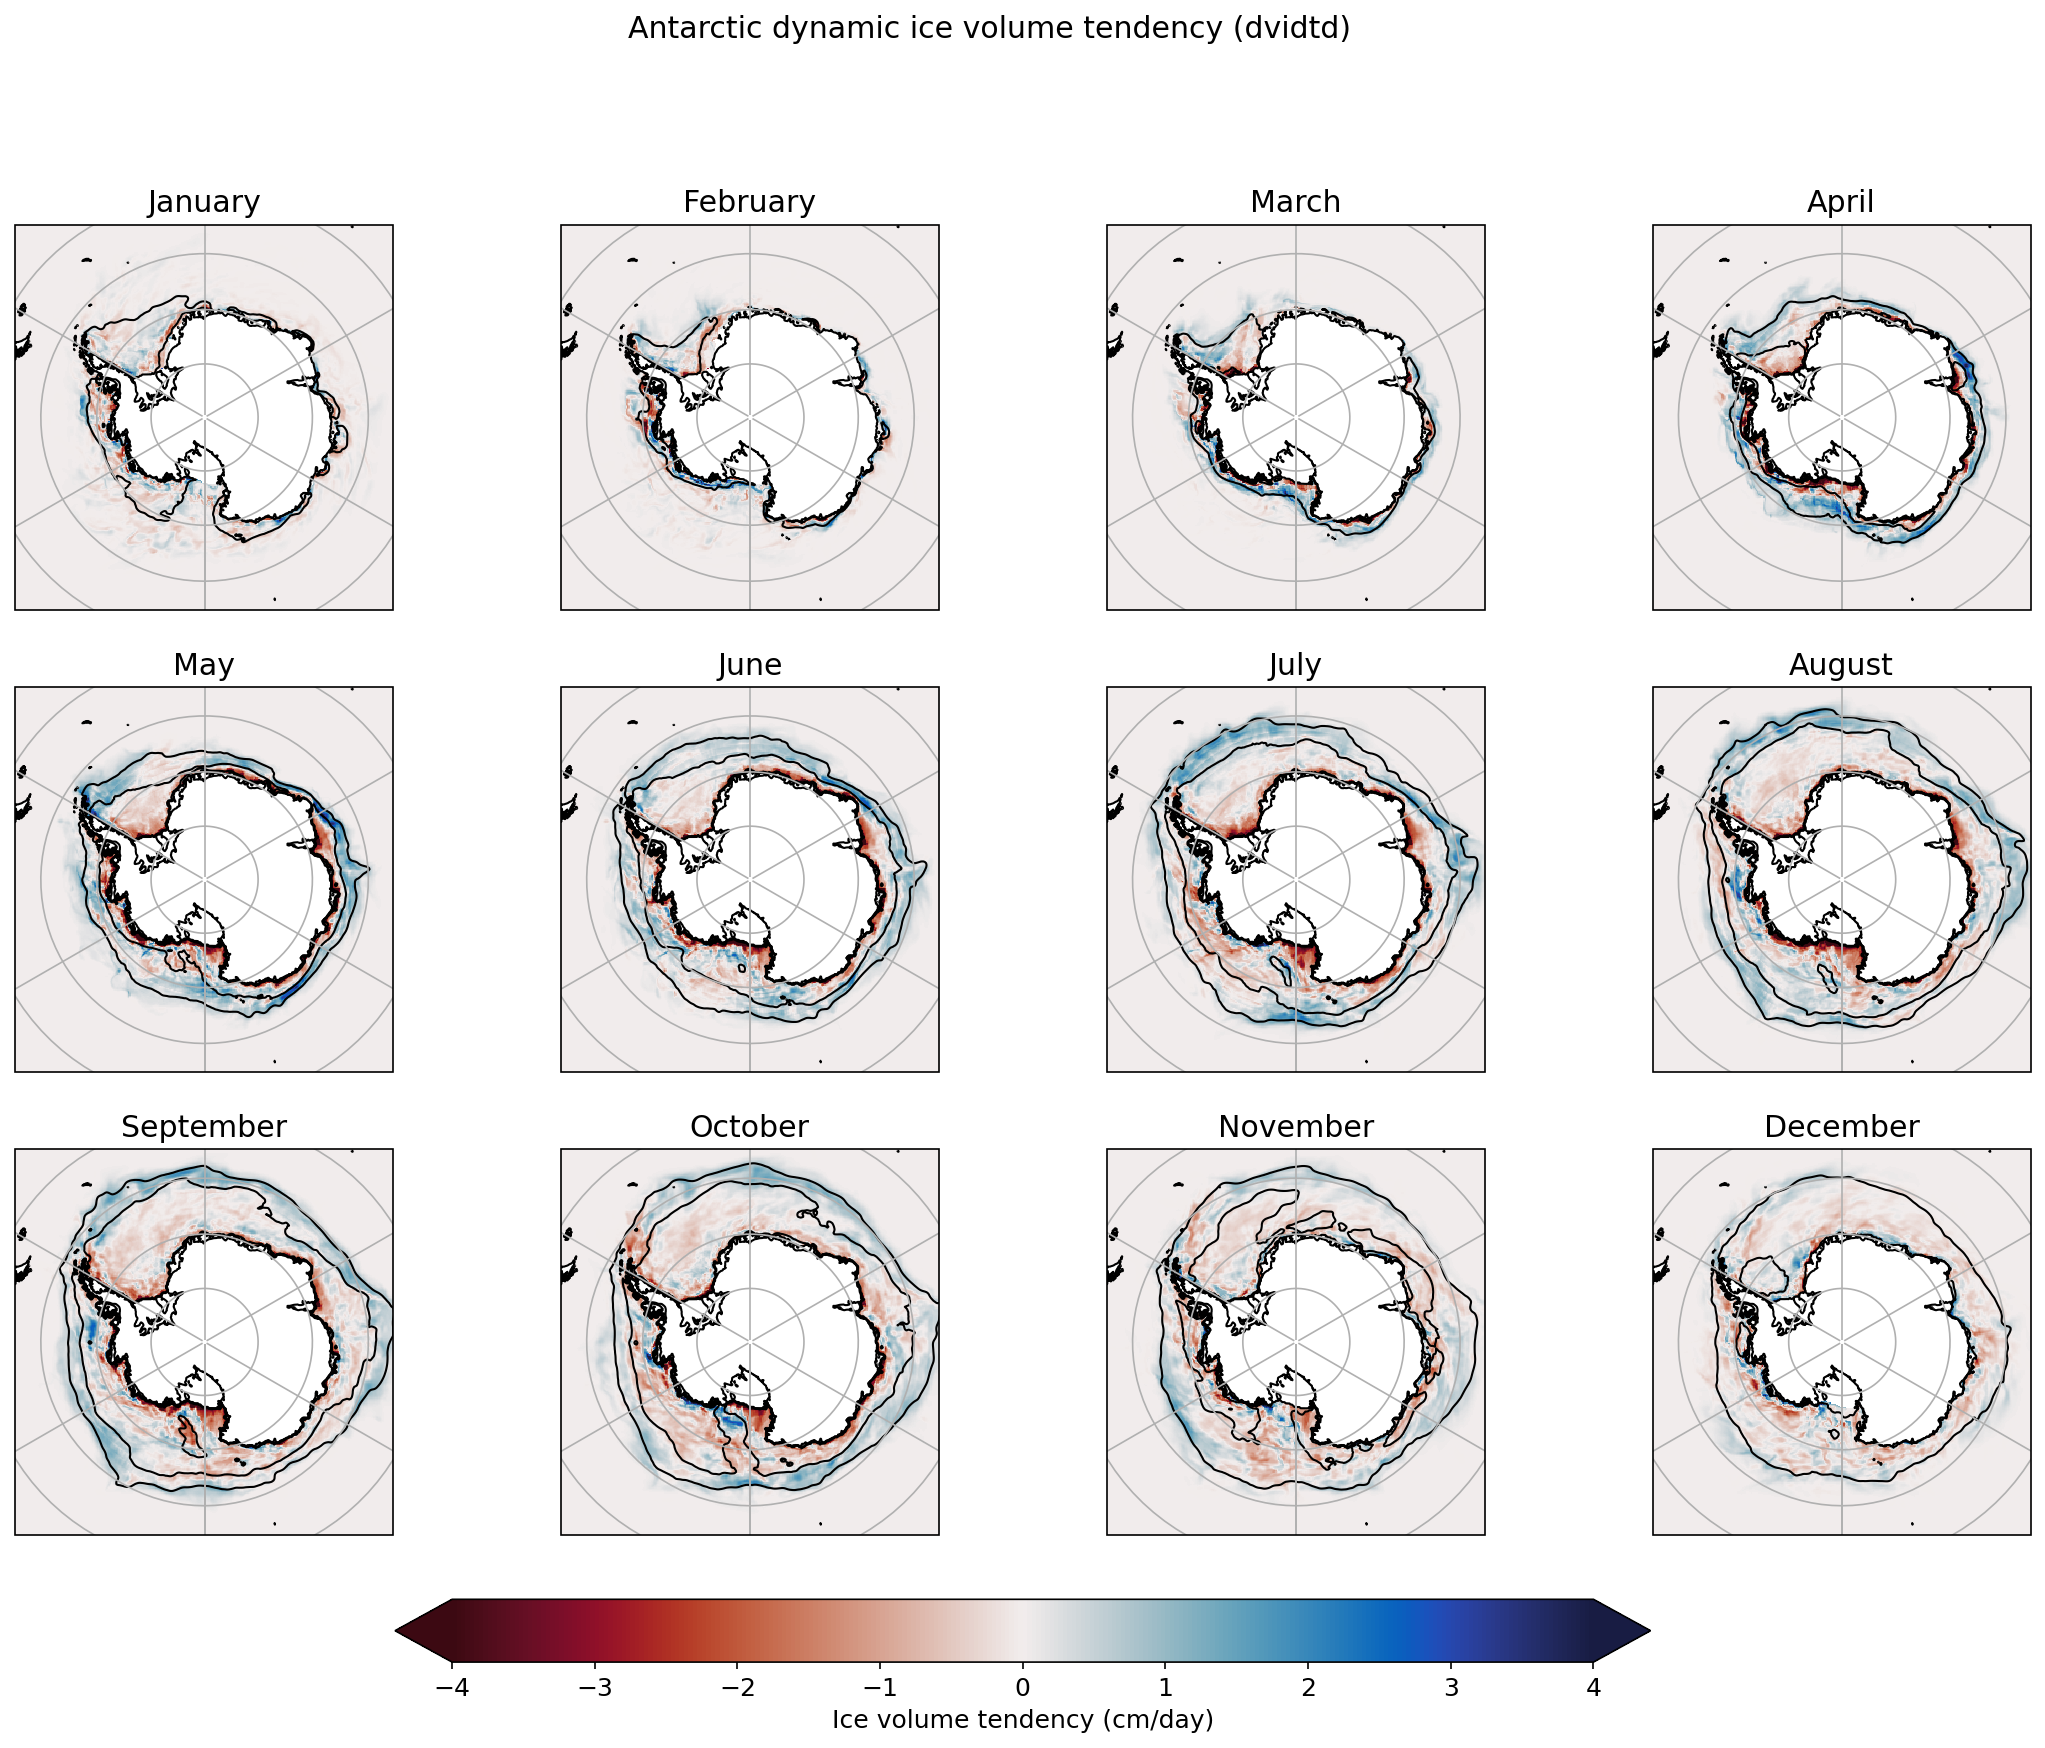 Antarctic dynamic ice volume tendency (dvidtd)
January
February
March
April
May
June
July
August
September
October
November
December
−4
−3
−2
−1
0
1
2
3
4
Ice volume tendency (cm/day)